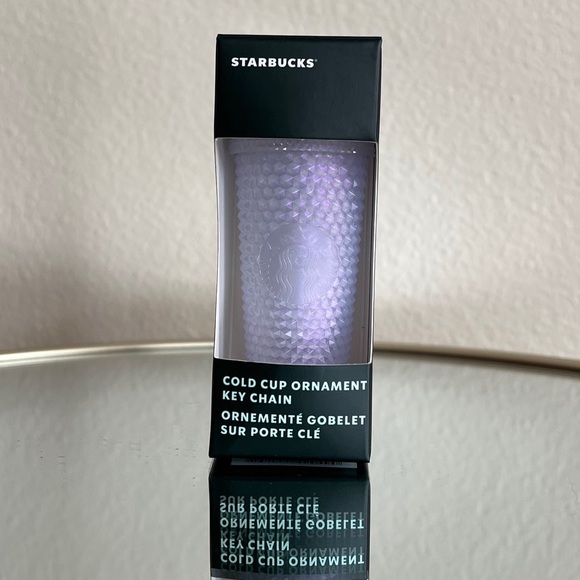 STARBUCKS
COLD CUP ORNAMENT
KEY CHAIN
ORNEMENTÉ GOBELET
SUR PORTE CLÉ